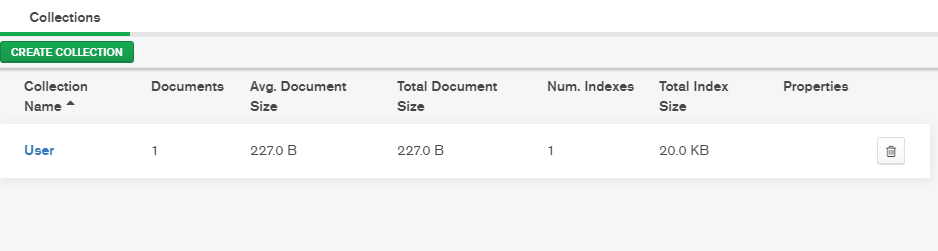 Collections
CREATE COLLECTION
Collection Name Documents Avg. Document Size Total Document Size Num. Indexes Total Index Size Properties
User 1 227.0 B 227.0 B 1 20.0 KB